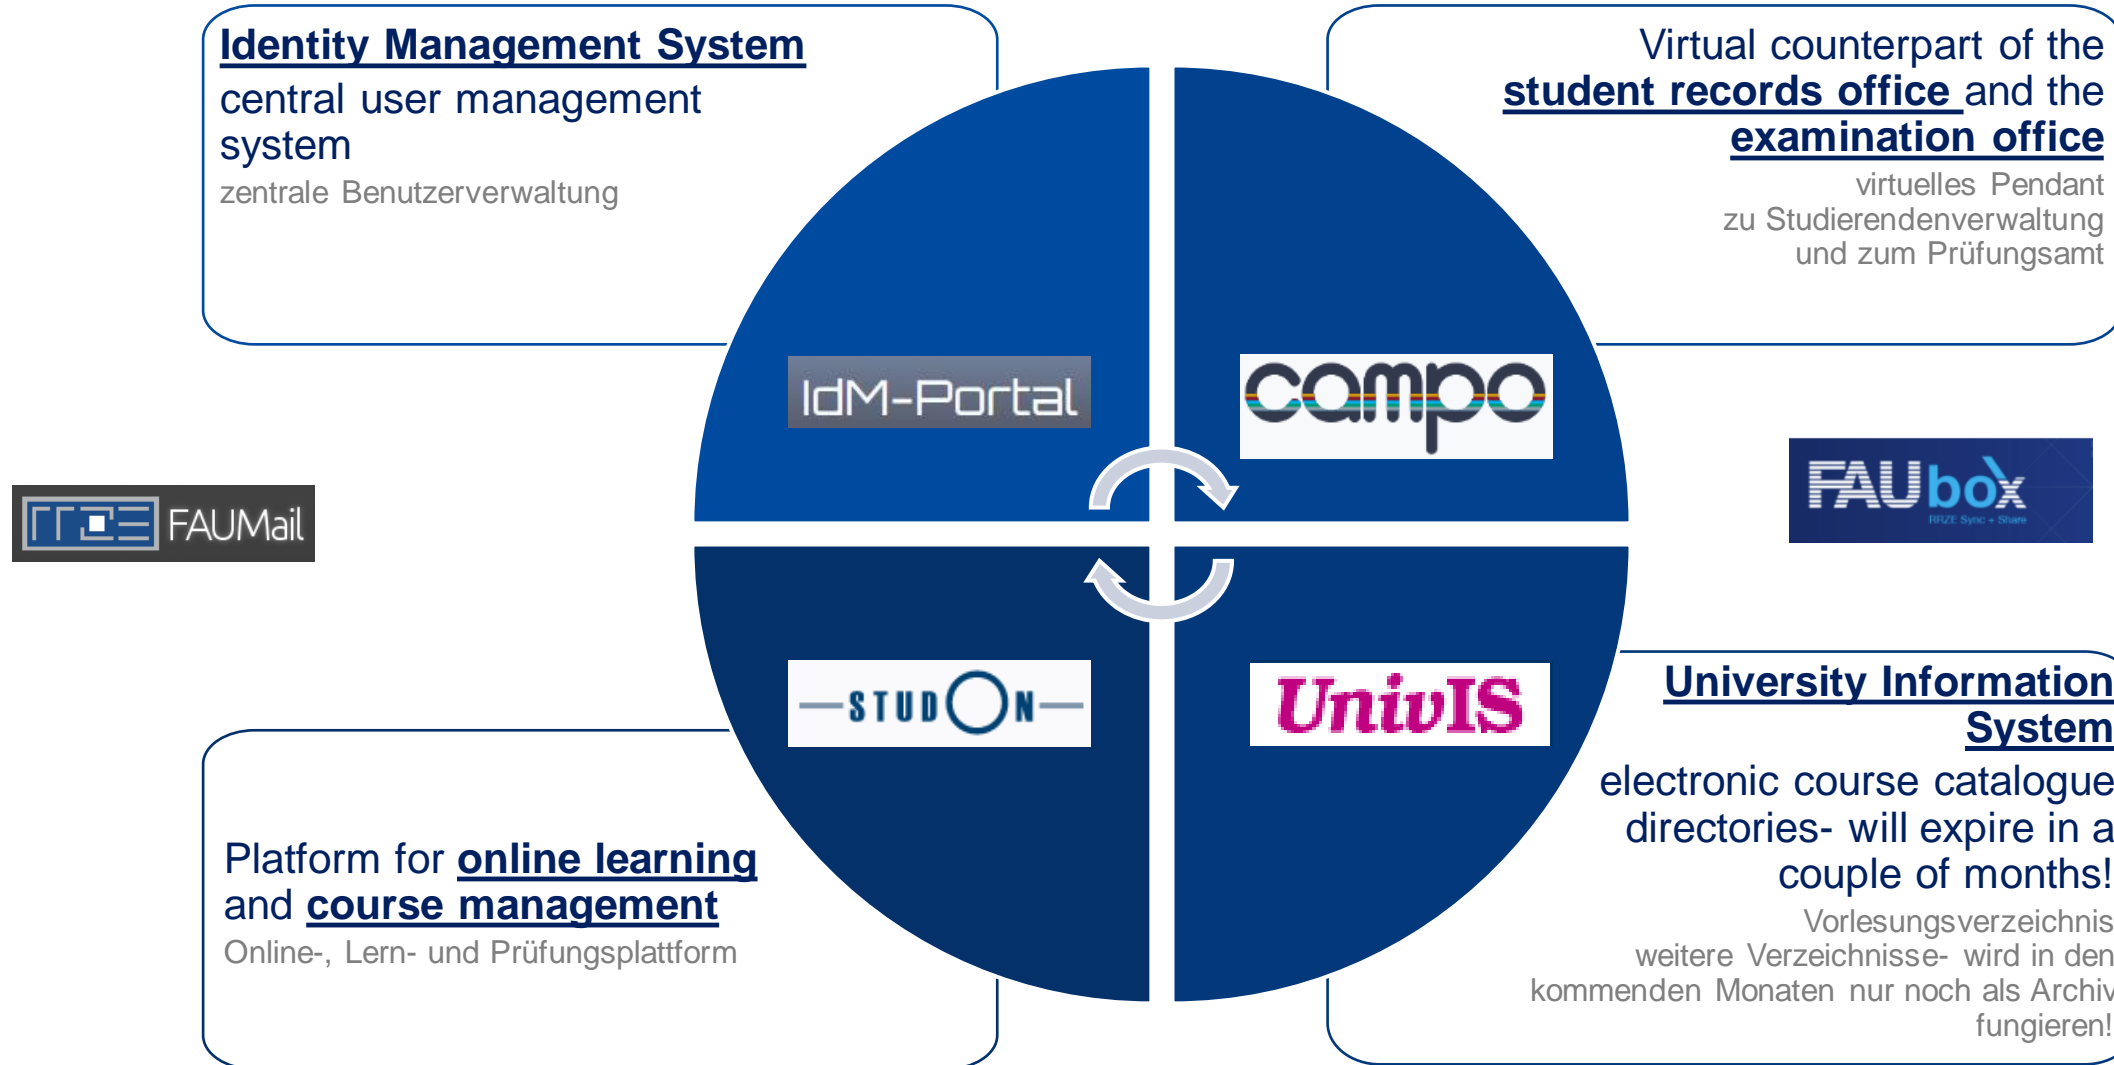 Identity Management System
central user management
system
zentrale Benutzerverwaltung
Virtual counterpart of the
student records office and the
examination office
virtuelles Pendant
zu Studierendenverwaltung
und zum Prüfungsamt
IdM-Portal
campo
RRZE FAUMail
FAUbox
RRZE Sync + Share
STUDON
UnivIS
Platform for online learning
and course management
Online-, Lern- und Prüfungsplattform
University Information
System
electronic course catalogue
directories- will expire in a
couple of months!
Vorlesungsverzeichnis
weitere Verzeichnisse- wird in den
kommenden Monaten nur noch als Archiv
fungieren!